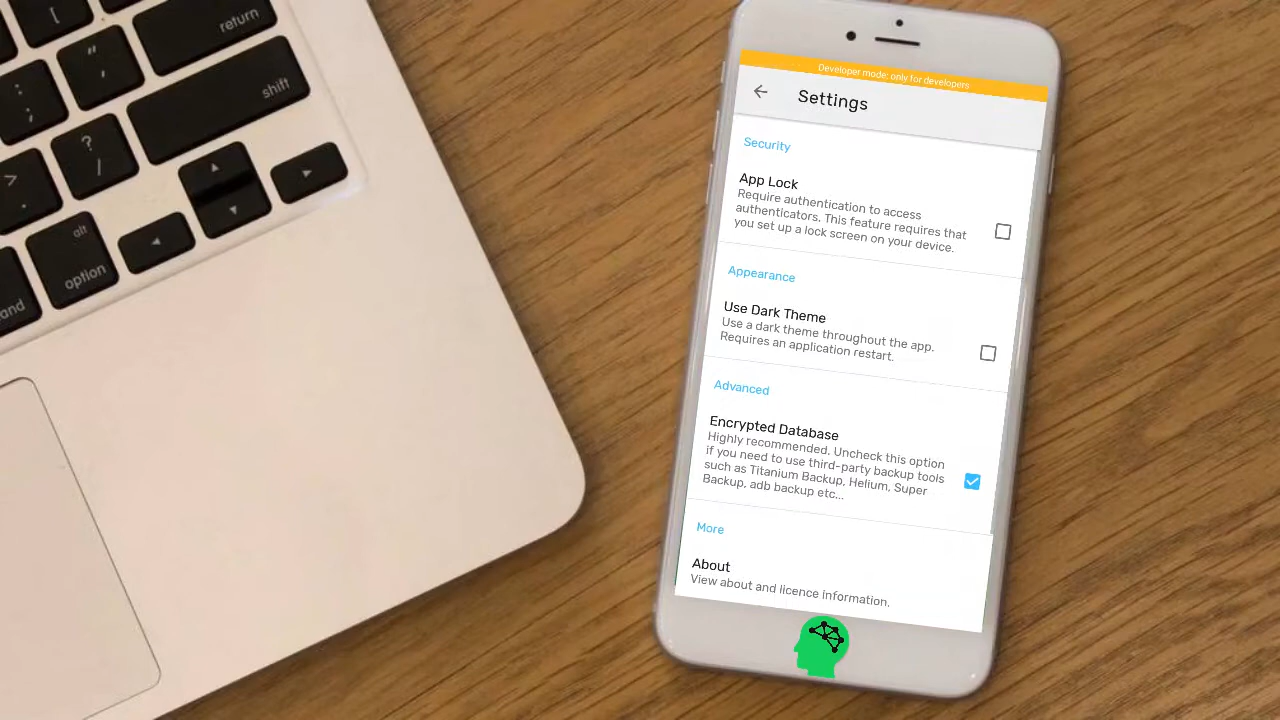 [
return
" '
shift
: ;
?
/
> .
alt
option
and
Developer mode: only for developers
Settings
Security
App Lock
Require authentication to access
authenticators. This feature requires that
you set up a lock screen on your device.
Appearance
Use Dark Theme
Use a dark theme throughout the app.
Requires an application restart.
Advanced
Encrypted Database
Highly recommended. Uncheck this option
if you need to use third-party backup tools
such as Titanium Backup, Helium, Super
Backup, adb backup etc...
More
About
View about and licence information.